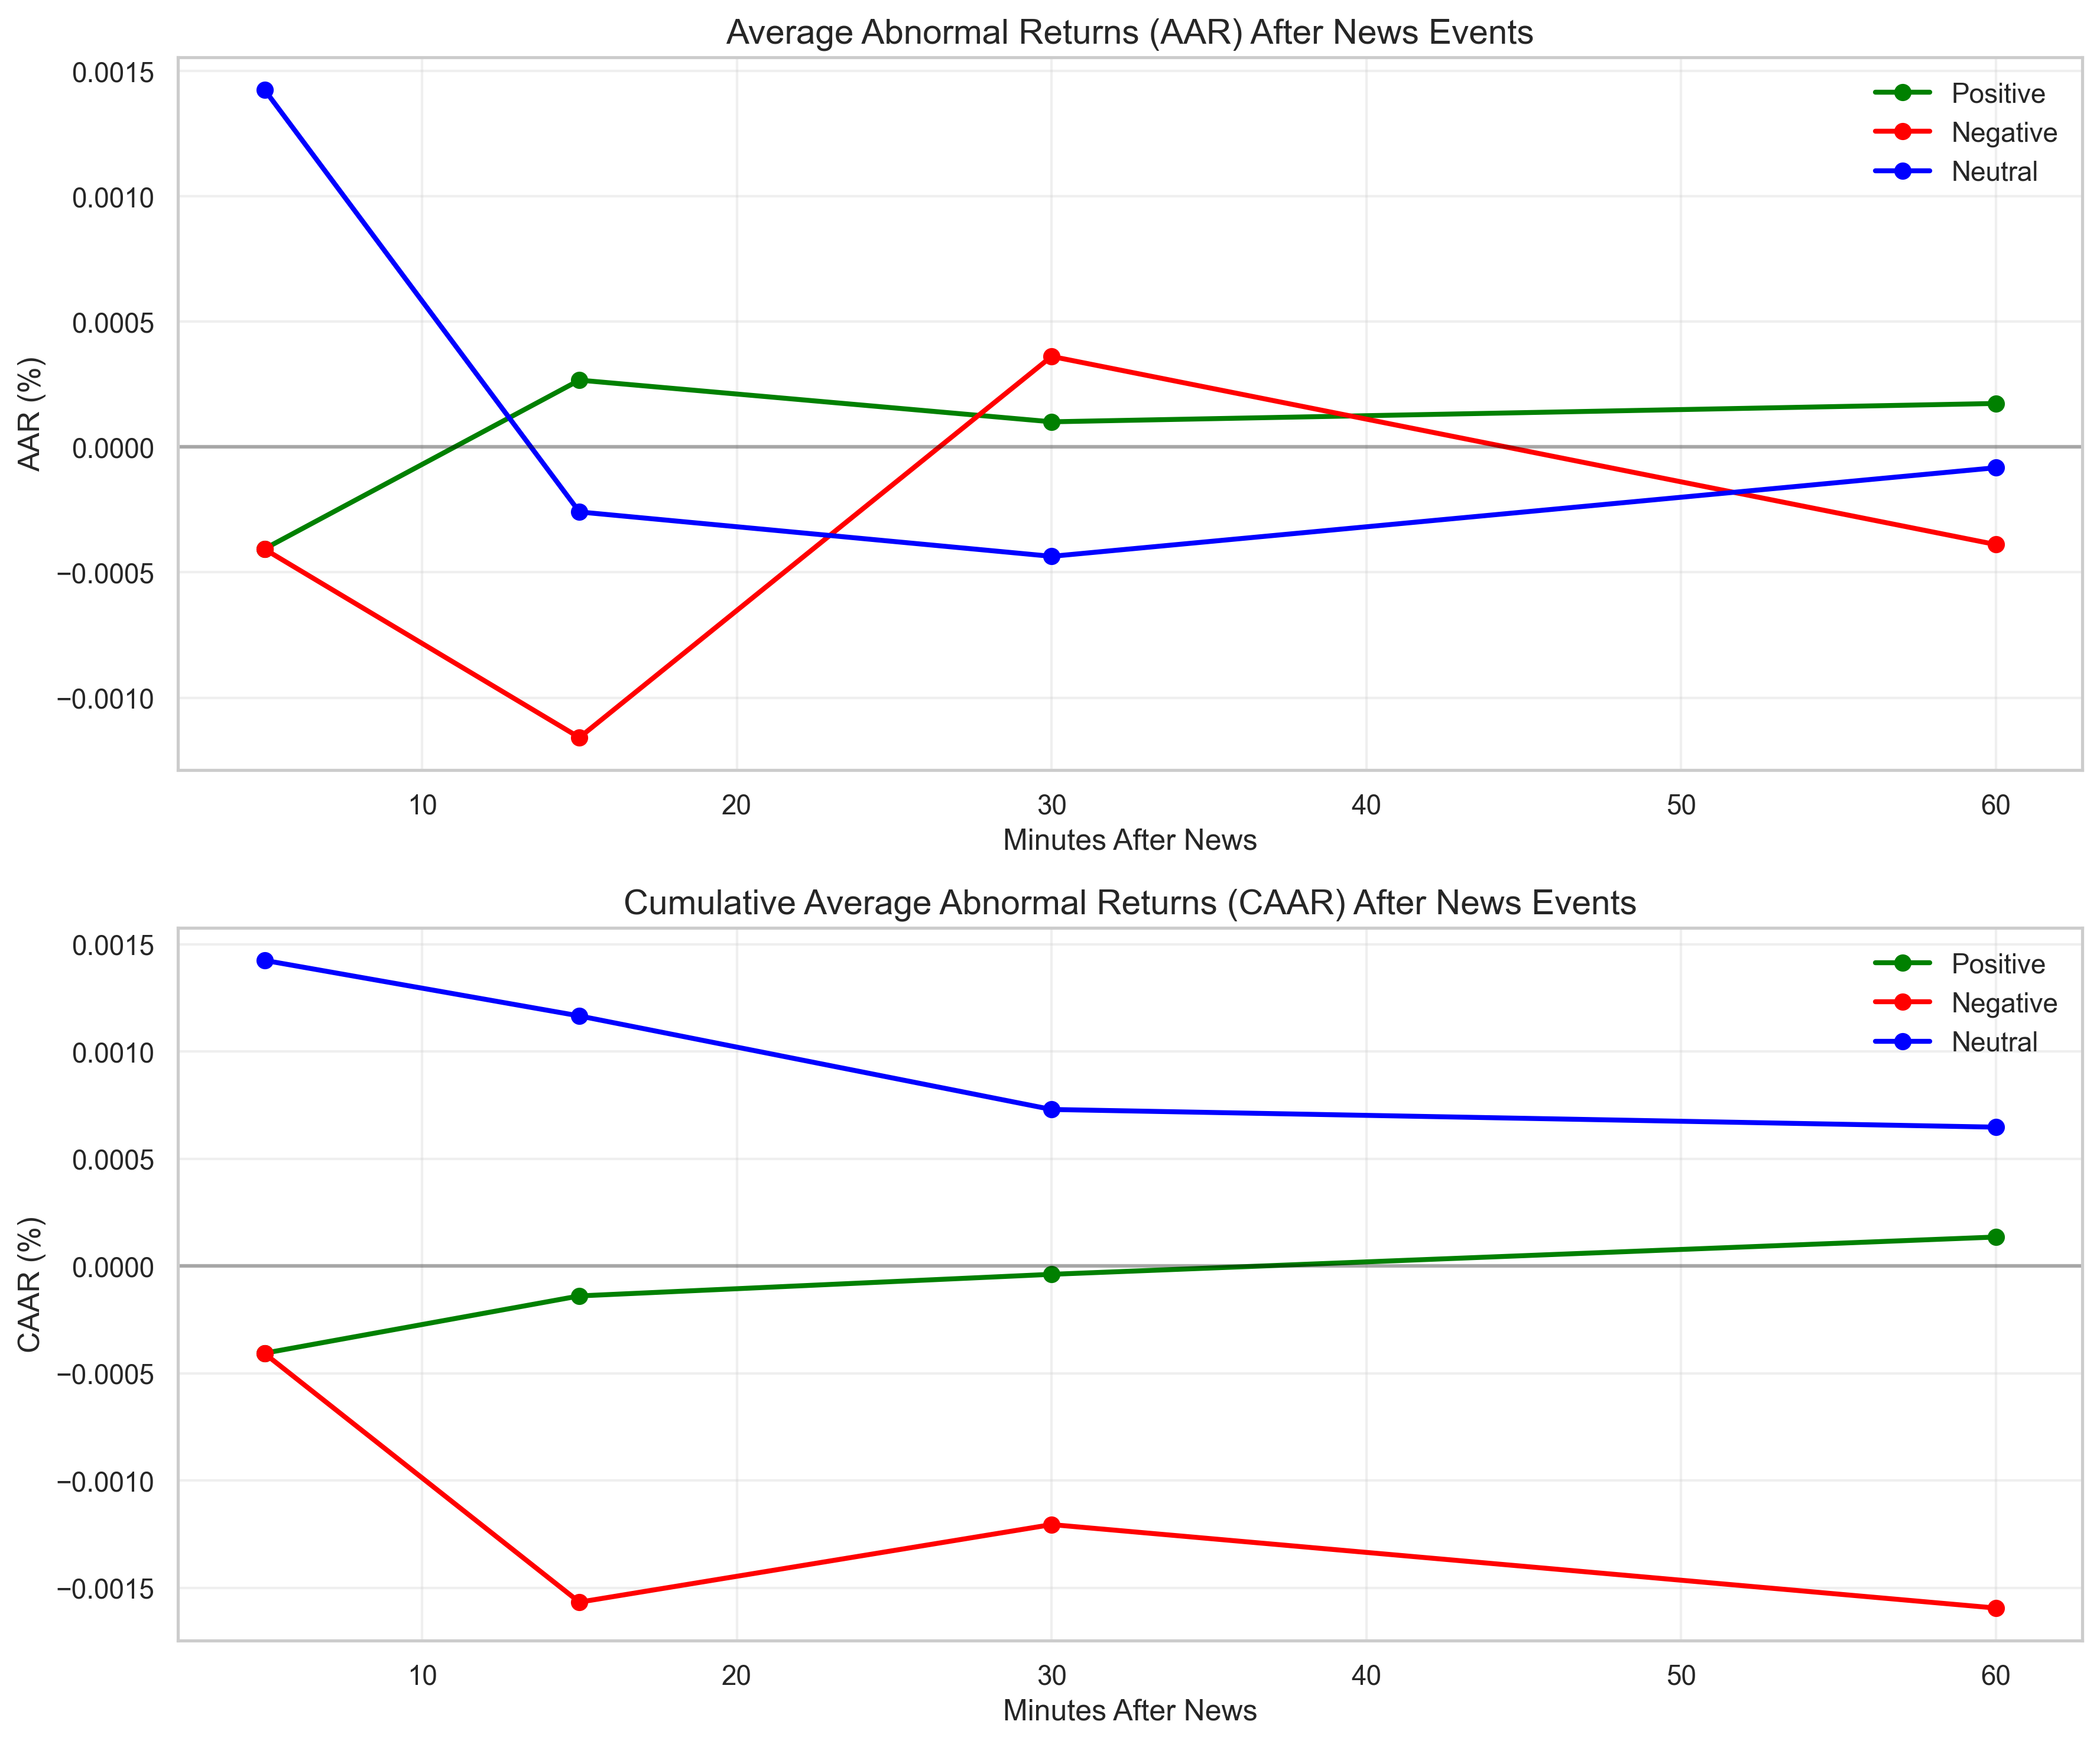 Average Abnormal Returns (AAR) After News Events
0.0015
0.0010
0.0005
0.0000
−0.0005
−0.0010
AAR (%)
Positive
Negative
Neutral
10 20 30 40 50 60
Minutes After News
Cumulative Average Abnormal Returns (CAAR) After News Events
0.0015
0.0010
0.0005
0.0000
−0.0005
−0.0010
−0.0015
CAAR (%)
Positive
Negative
Neutral
10 20 30 40 50 60
Minutes After News